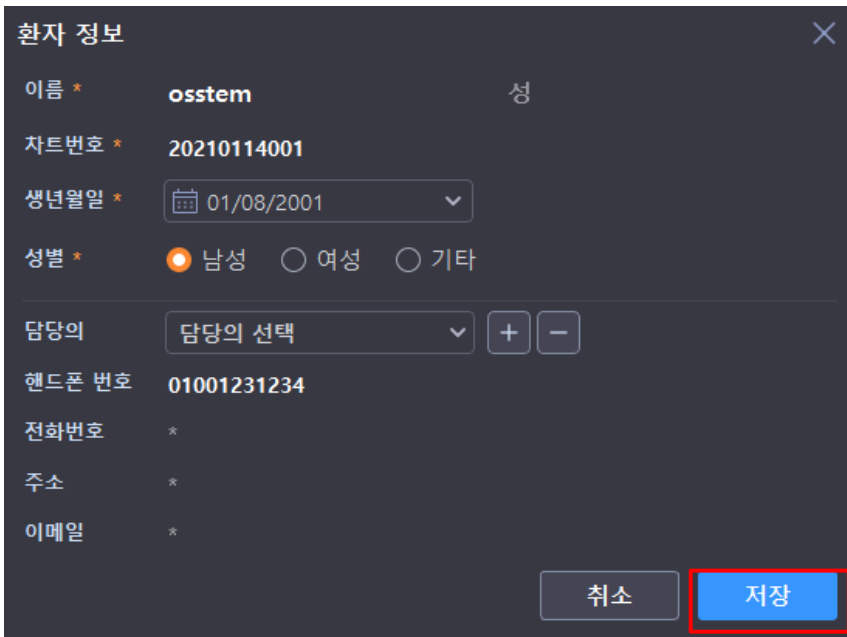 환자 정보
이름 * osstem 성
차트번호 * 20210114001
생년월일 * 01/08/2001
성별 * 남성 여성 기타
담당의 담당의 선택 + −
핸드폰 번호 01001231234
전화번호 *
주소 *
이메일 *
취소 저장